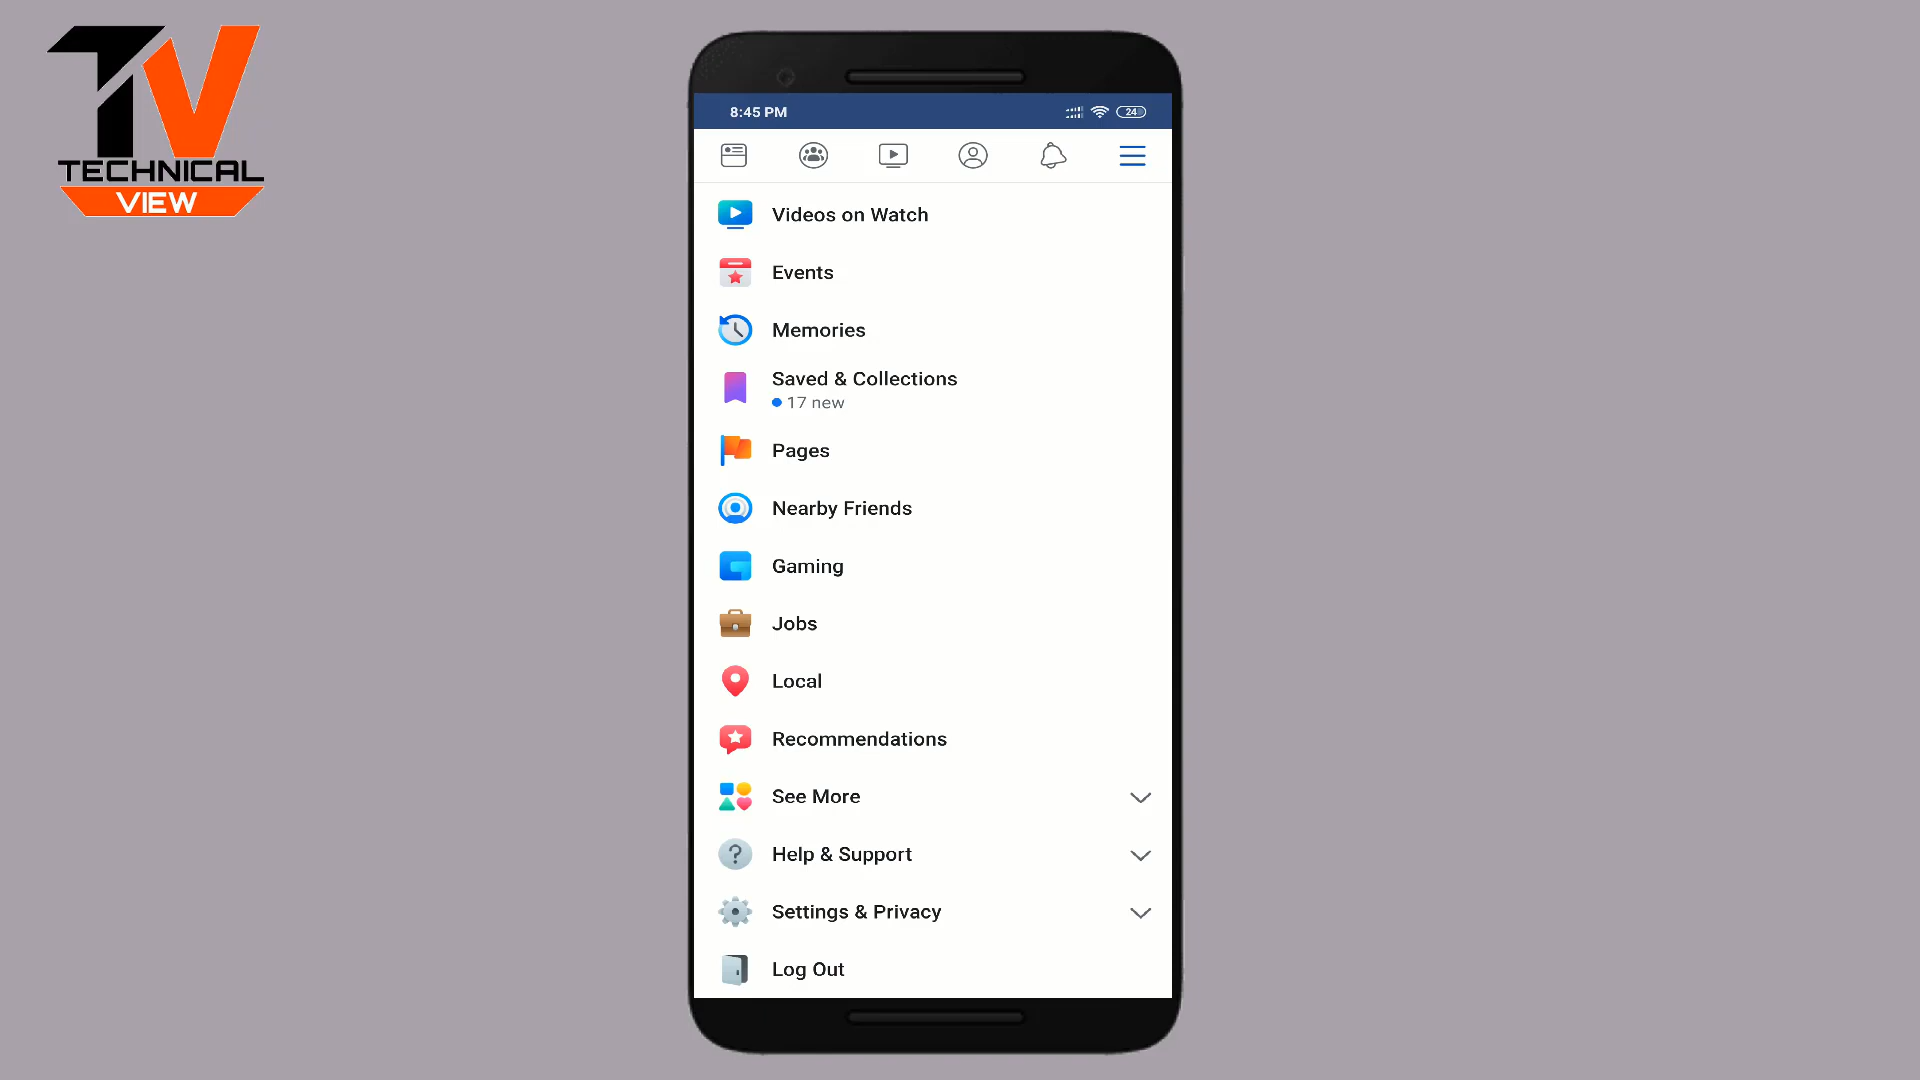 TECHNICAL
VIEW
8:45 PM
24
Videos on Watch
Events
Memories
Saved & Collections
17 new
Pages
Nearby Friends
Gaming
Jobs
Local
Recommendations
See More
Help & Support
Settings & Privacy
Log Out